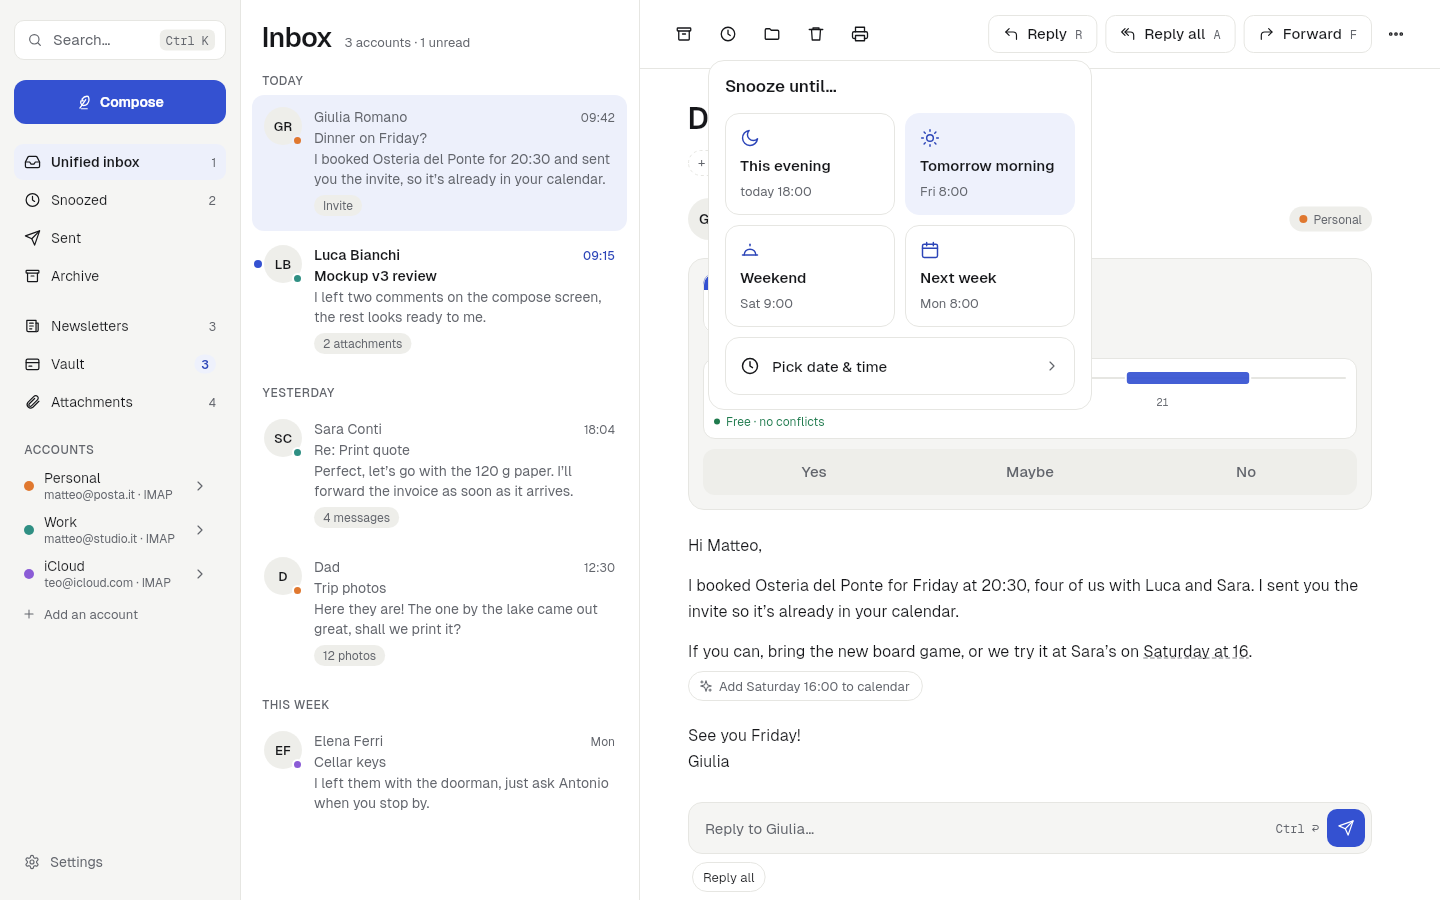 Search...
Ctrl K
Compose
Unified inbox
1
Snoozed
2
Sent
Archive
Newsletters
3
Vault
3
Attachments
4
ACCOUNTS
Personal
matteo@posta.it · IMAP
Work
matteo@studio.it · IMAP
iCloud
teo@icloud.com · IMAP
Add an account
Settings
Inbox
3 accounts · 1 unread
TODAY
GR
Giulia Romano
09:42
Dinner on Friday?
I booked Osteria del Ponte for 20:30 and sent
you the invite, so it’s already in your calendar.
Invite
LB
Luca Bianchi
09:15
Mockup v3 review
I left two comments on the compose screen,
the rest looks ready to me.
2 attachments
YESTERDAY
SC
Sara Conti
18:04
Re: Print quote
Perfect, let’s go with the 120 g paper. I’ll
forward the invoice as soon as it arrives.
4 messages
D
Dad
12:30
Trip photos
Here they are! The one by the lake came out
great, shall we print it?
12 photos
THIS WEEK
EF
Elena Ferri
Mon
Cellar keys
I left them with the doorman, just ask Antonio
when you stop by.
Reply R
Reply all A
Forward F
Snooze until...
This evening
today 18:00
Tomorrow morning
Fri 8:00
Weekend
Sat 9:00
Next week
Mon 8:00
Pick date & time
Personal
21
Free · no conflicts
Yes
Maybe
No
Hi Matteo,
I booked Osteria del Ponte for Friday at 20:30, four of us with Luca and Sara. I sent you the
invite so it’s already in your calendar.
If you can, bring the new board game, or we try it at Sara’s on Saturday at 16.
Add Saturday 16:00 to calendar
See you Friday!
Giulia
Reply to Giulia...
Ctrl
Reply all